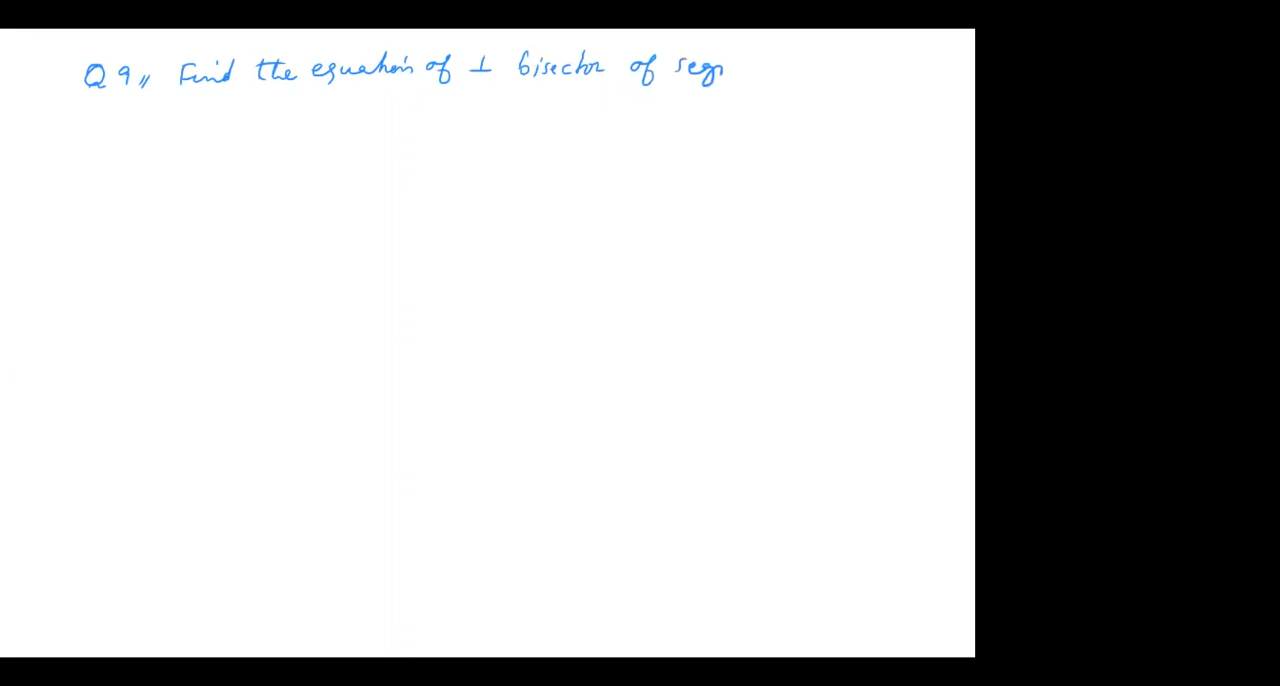 Q 9,, Find the equation of ⊥ bisector of seg